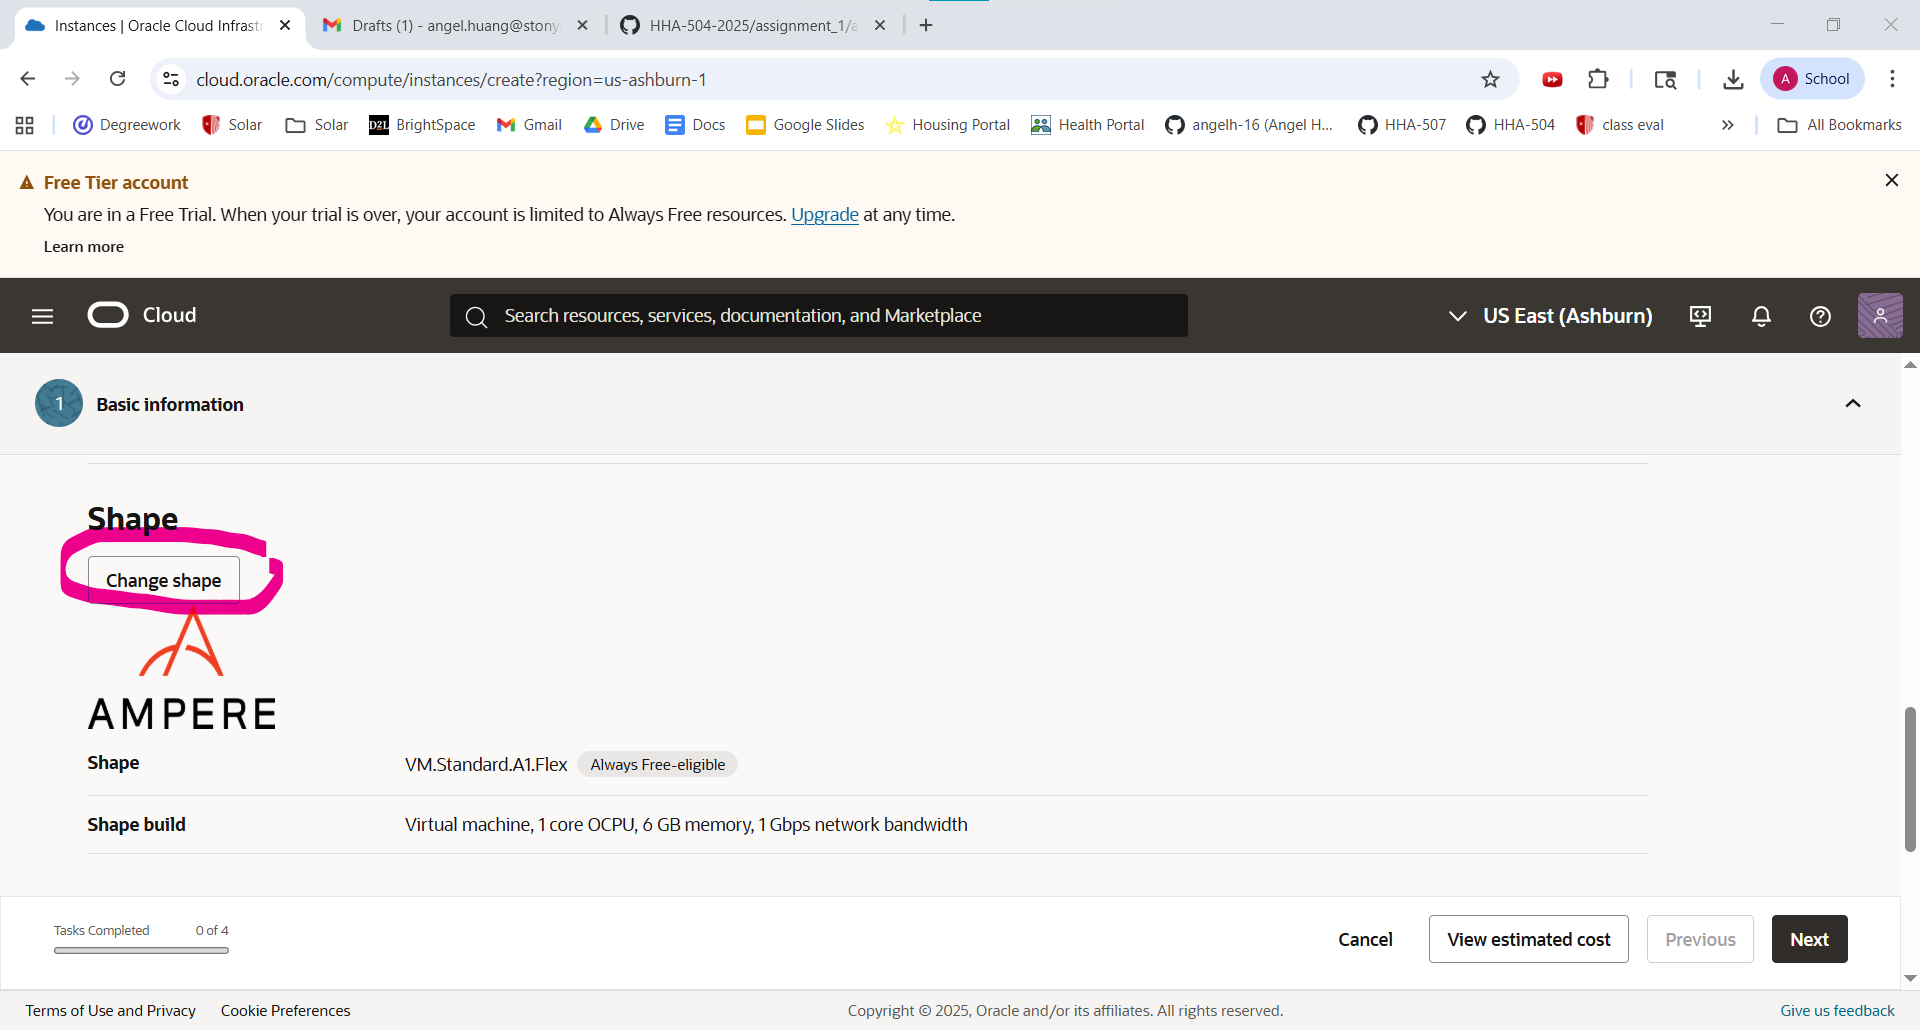 Instances | Oracle Cloud Infrast
Drafts (1) - angel.huang@stony
HHA-504-2025/assignment_1/a
cloud.oracle.com/compute/instances/create?region=us-ashburn-1
A School
Degreework
Solar
Solar
D2L BrightSpace
Gmail
Drive
Docs
Google Slides
Housing Portal
Health Portal
angelh-16 (Angel H...
HHA-507
HHA-504
class eval
All Bookmarks
Free Tier account
You are in a Free Trial. When your trial is over, your account is limited to Always Free resources. Upgrade at any time.
Learn more
Cloud
Search resources, services, documentation, and Marketplace
US East (Ashburn)
1 Basic information
Shape
Change shape
AMPERE
Shape VM.Standard.A1.Flex Always Free-eligible
Shape build Virtual machine, 1 core OCPU, 6 GB memory, 1 Gbps network bandwidth
Tasks Completed 0 of 4
Cancel
View estimated cost
Previous
Next
Terms of Use and Privacy
Cookie Preferences
Copyright © 2025, Oracle and/or its affiliates. All rights reserved.
Give us feedback